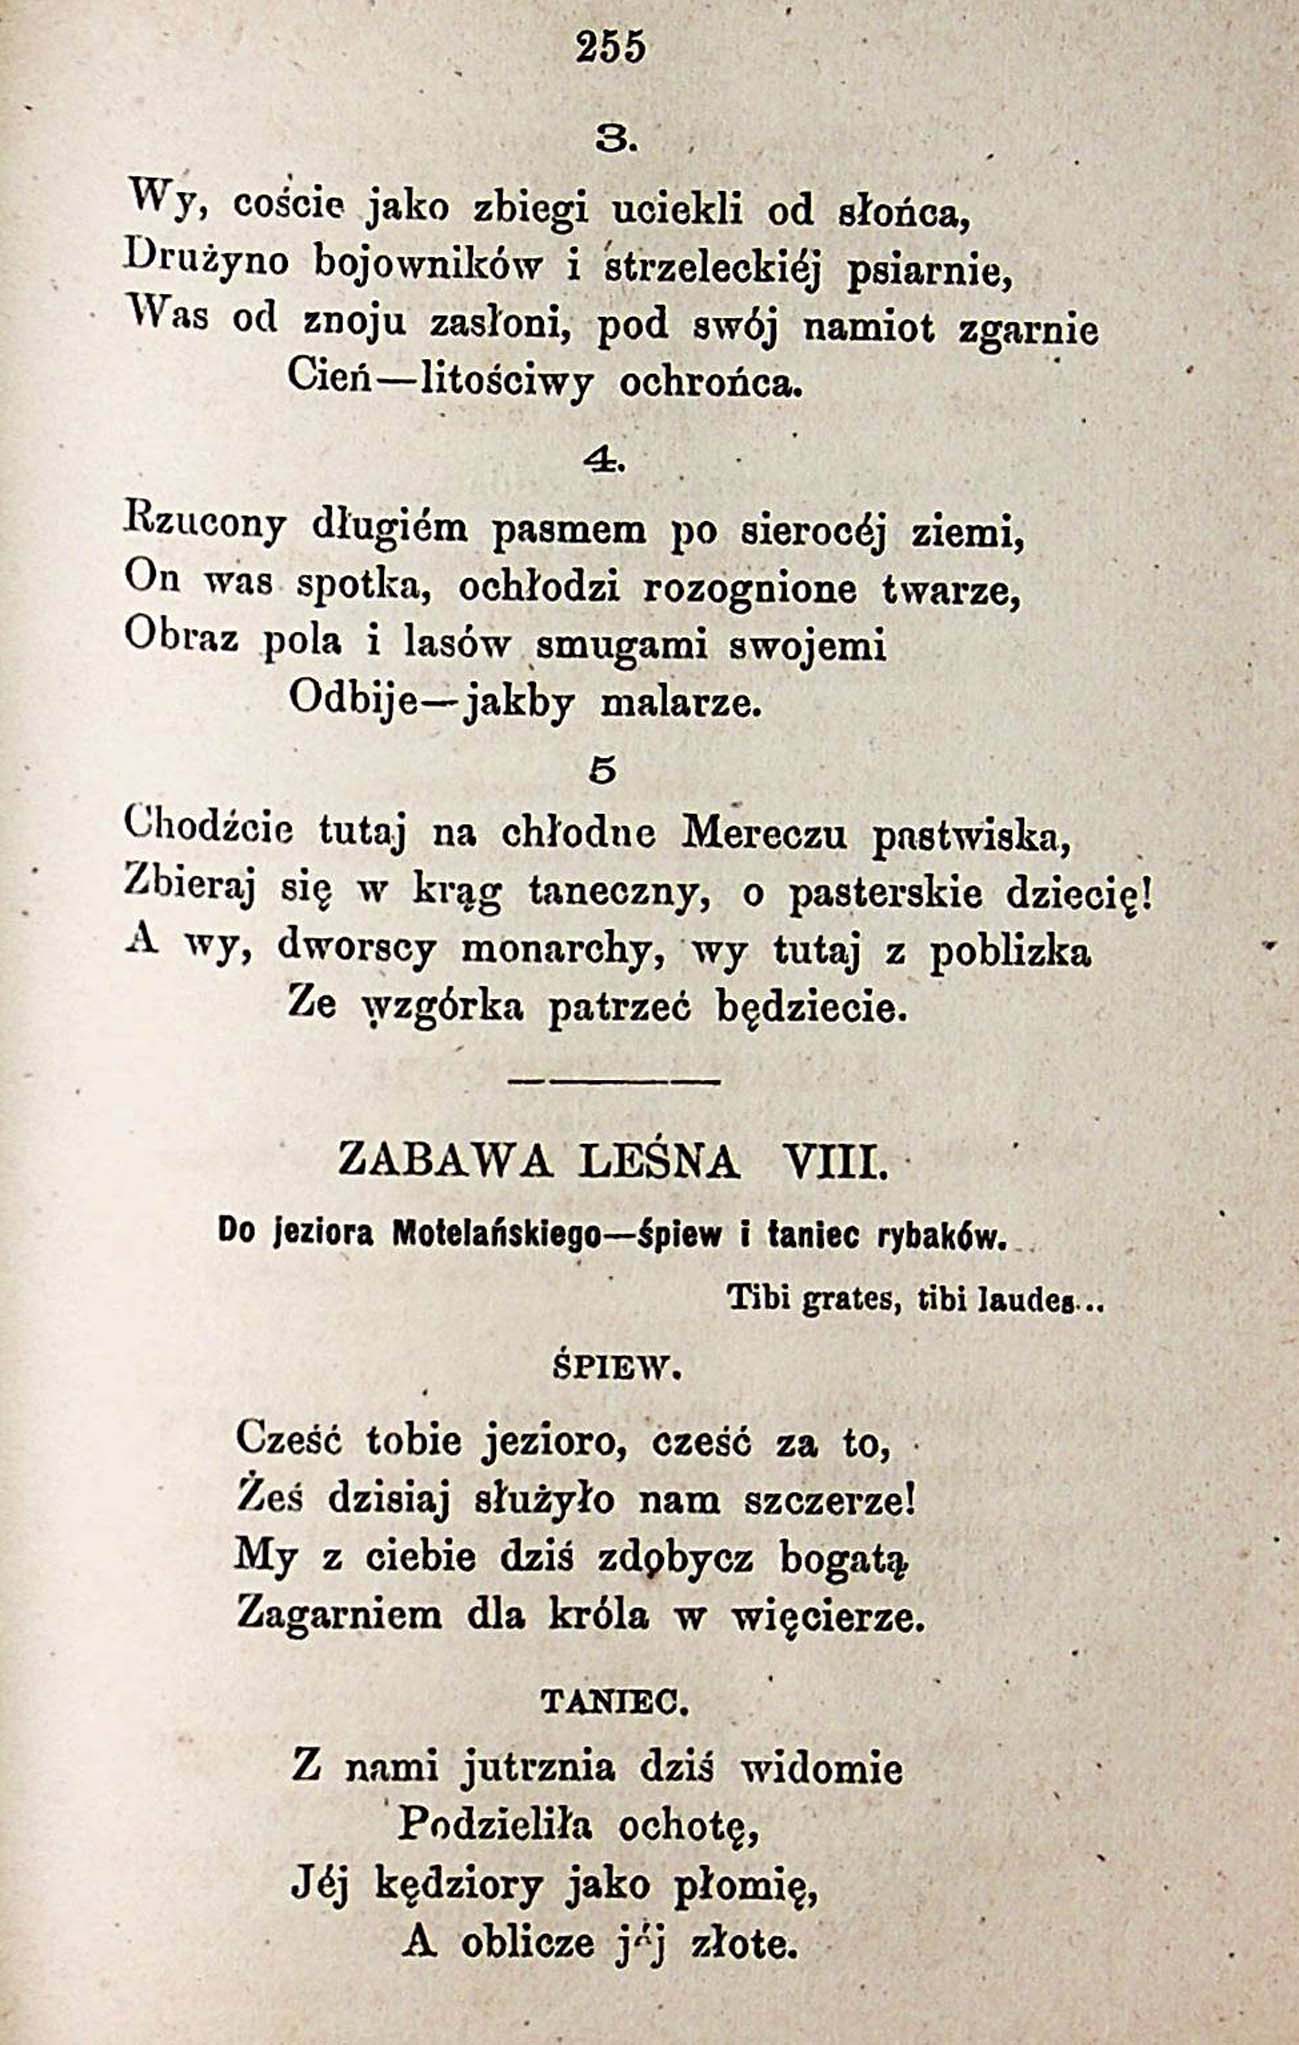 255
3.
Wy, coście jako zbiegi uciekli od słońca,
Drużyno bojowników i strzeleckiéj psiarnie,
Was od znoju zasłoni, pod swój namiot zgarnie
Cień—litościwy ochrońca.
4.
Rzucony długiém pasmem po sierocéj ziemi,
On was spotka, ochłodzi rozognione twarze,
Obraz pola i lasów smugami swojemi
Odbije—jakby malarze.
5
Chodźcie tutaj na chłodne Mereczu pastwiska,
Zbieraj się w krąg taneczny, o pasterskie dziecię!
A wy, dworscy monarchy, wy tutaj z poblizka
Ze wzgórka patrzeć będziecie.
ZABAWA LEŚNA VIII.
Do jeziora Motelańskiego—śpiew i taniec rybaków.
Tibi grates, tibi laudes...
ŚPIEW.
Cześć tobie jezioro, cześć za to,
Żeś dzisiaj służyło nam szczerze!
My z ciebie dziś zdobycz bogatą
Zagarniem dla króla w więcierze.
TANIEC.
Z nami jutrznia dziś widomie
Podzieliła ochotę,
Jéj kędziory jako płomię,
A oblicze jéj złote.